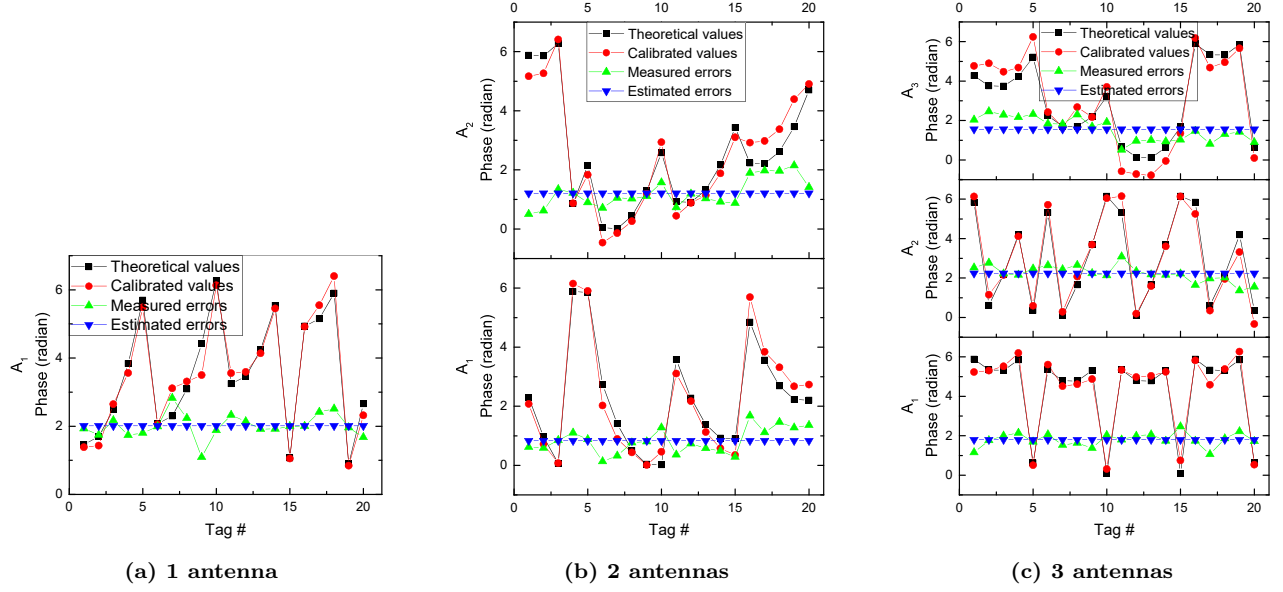 Theoretical values
Calibrated values
Measured errors
Estimated errors
A1
Phase (radian)
0
2
4
6
0
5
10
15
20
Tag #
(a) 1 antenna
0
5
10
15
20
Theoretical values
Calibrated values
Measured errors
Estimated errors
A2
Phase (radian)
6
4
2
0
A1
Phase (radian)
6
4
2
0
0
5
10
15
20
Tag #
(b) 2 antennas
0
5
10
15
20
Theoretical values
Calibrated values
Measured errors
Estimated errors
A3
Phase (radian)
6
4
2
0
A2
Phase (radian)
6
4
2
0
A1
Phase (radian)
6
4
2
0
0
5
10
15
20
Tag #
(c) 3 antennas